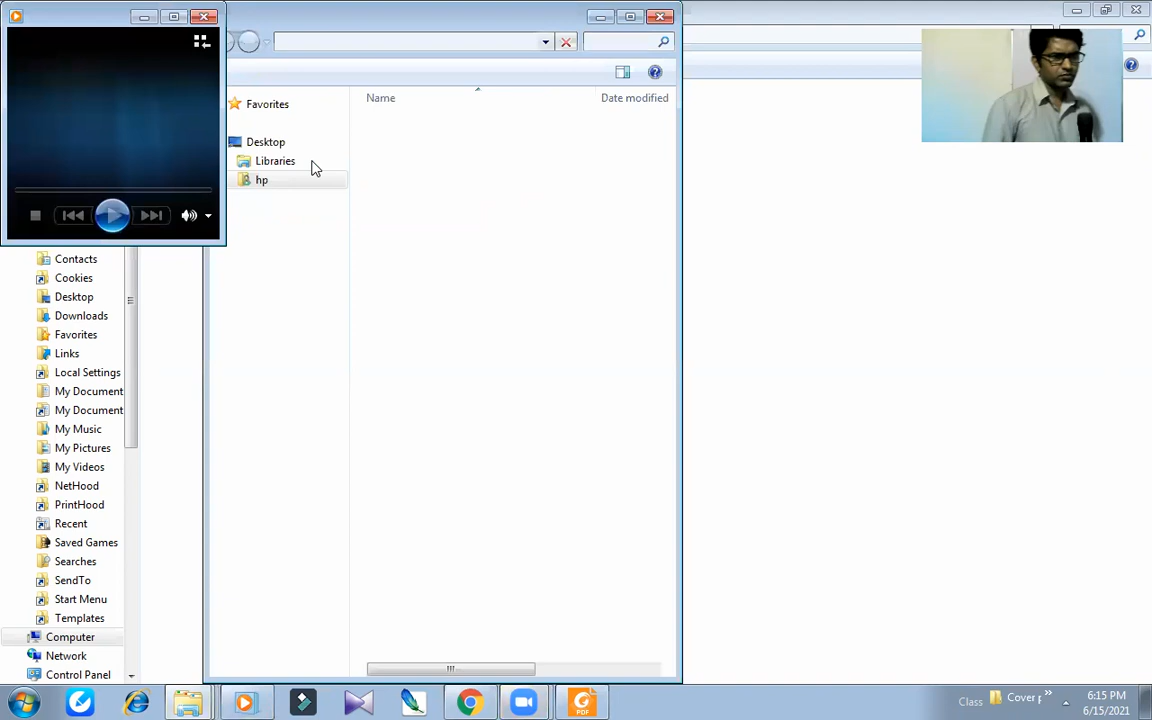 Favorites
Desktop
Libraries
hp
Name
Date modified
Contacts
Cookies
Desktop
Downloads
Favorites
Links
Local Settings
My Document
My Document
My Music
My Pictures
My Videos
NetHood
PrintHood
Recent
Saved Games
Searches
SendTo
Start Menu
Templates
Computer
Network
Control Panel
PDF
Class
Cover p
6:15 PM
6/15/2021